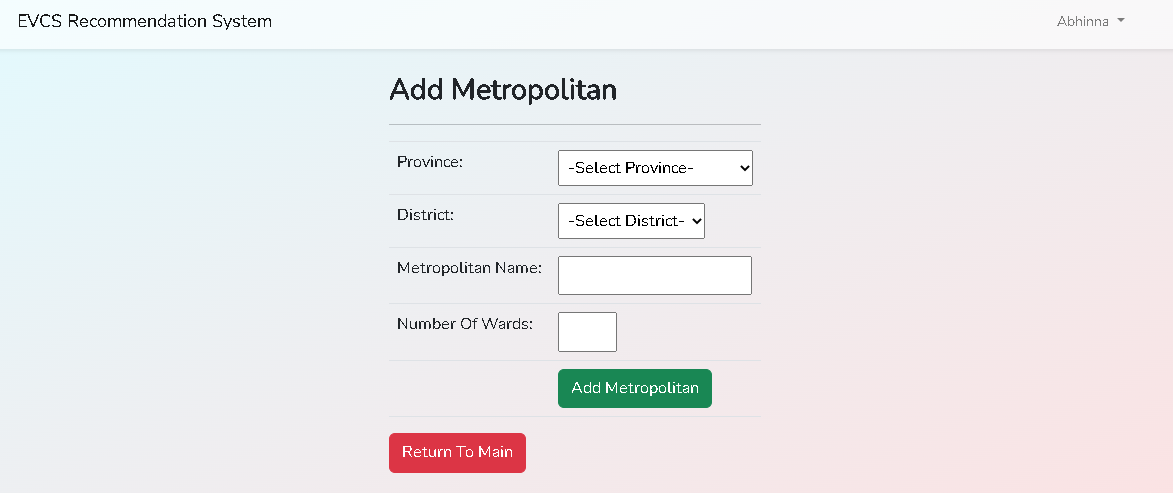 EVCS Recommendation System
Abhinna
Add Metropolitan
Province:
-Select Province-
District:
-Select District-
Metropolitan Name:
Number Of Wards:
Add Metropolitan
Return To Main